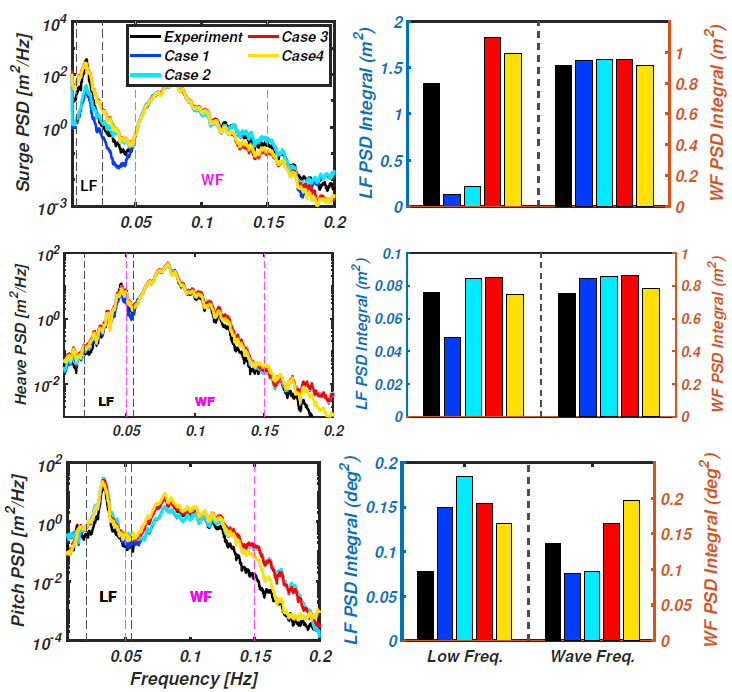 Surge PSD [m²/Hz]
10⁴
10²
10⁰
10⁻³
Experiment
Case 1
Case 2
Case 3
Case4
LF
WF
0.05
0.1
0.15
0.2
LF PSD Integral (m²)
2
1.5
1
0.5
0
1
0.8
0.6
0.4
0.2
0
WF PSD Integral (m²)
Heave PSD [m²/Hz]
10²
10⁰
10⁻²
LF
WF
0.05
0.1
0.15
0.2
LF PSD Integral (m²)
0.1
0.08
0.06
0.04
0.02
0
1
0.8
0.6
0.4
0.2
0
WF PSD Integral (m²)
Pitch PSD [m²/Hz]
10²
10⁰
10⁻²
10⁻⁴
LF
WF
0.05
0.1
0.15
0.2
Frequency [Hz]
LF PSD Integral (deg²)
0.2
0.15
0.1
0.05
0
0.2
0.15
0.1
0.05
0
WF PSD Integral (deg²)
Low Freq.
Wave Freq.